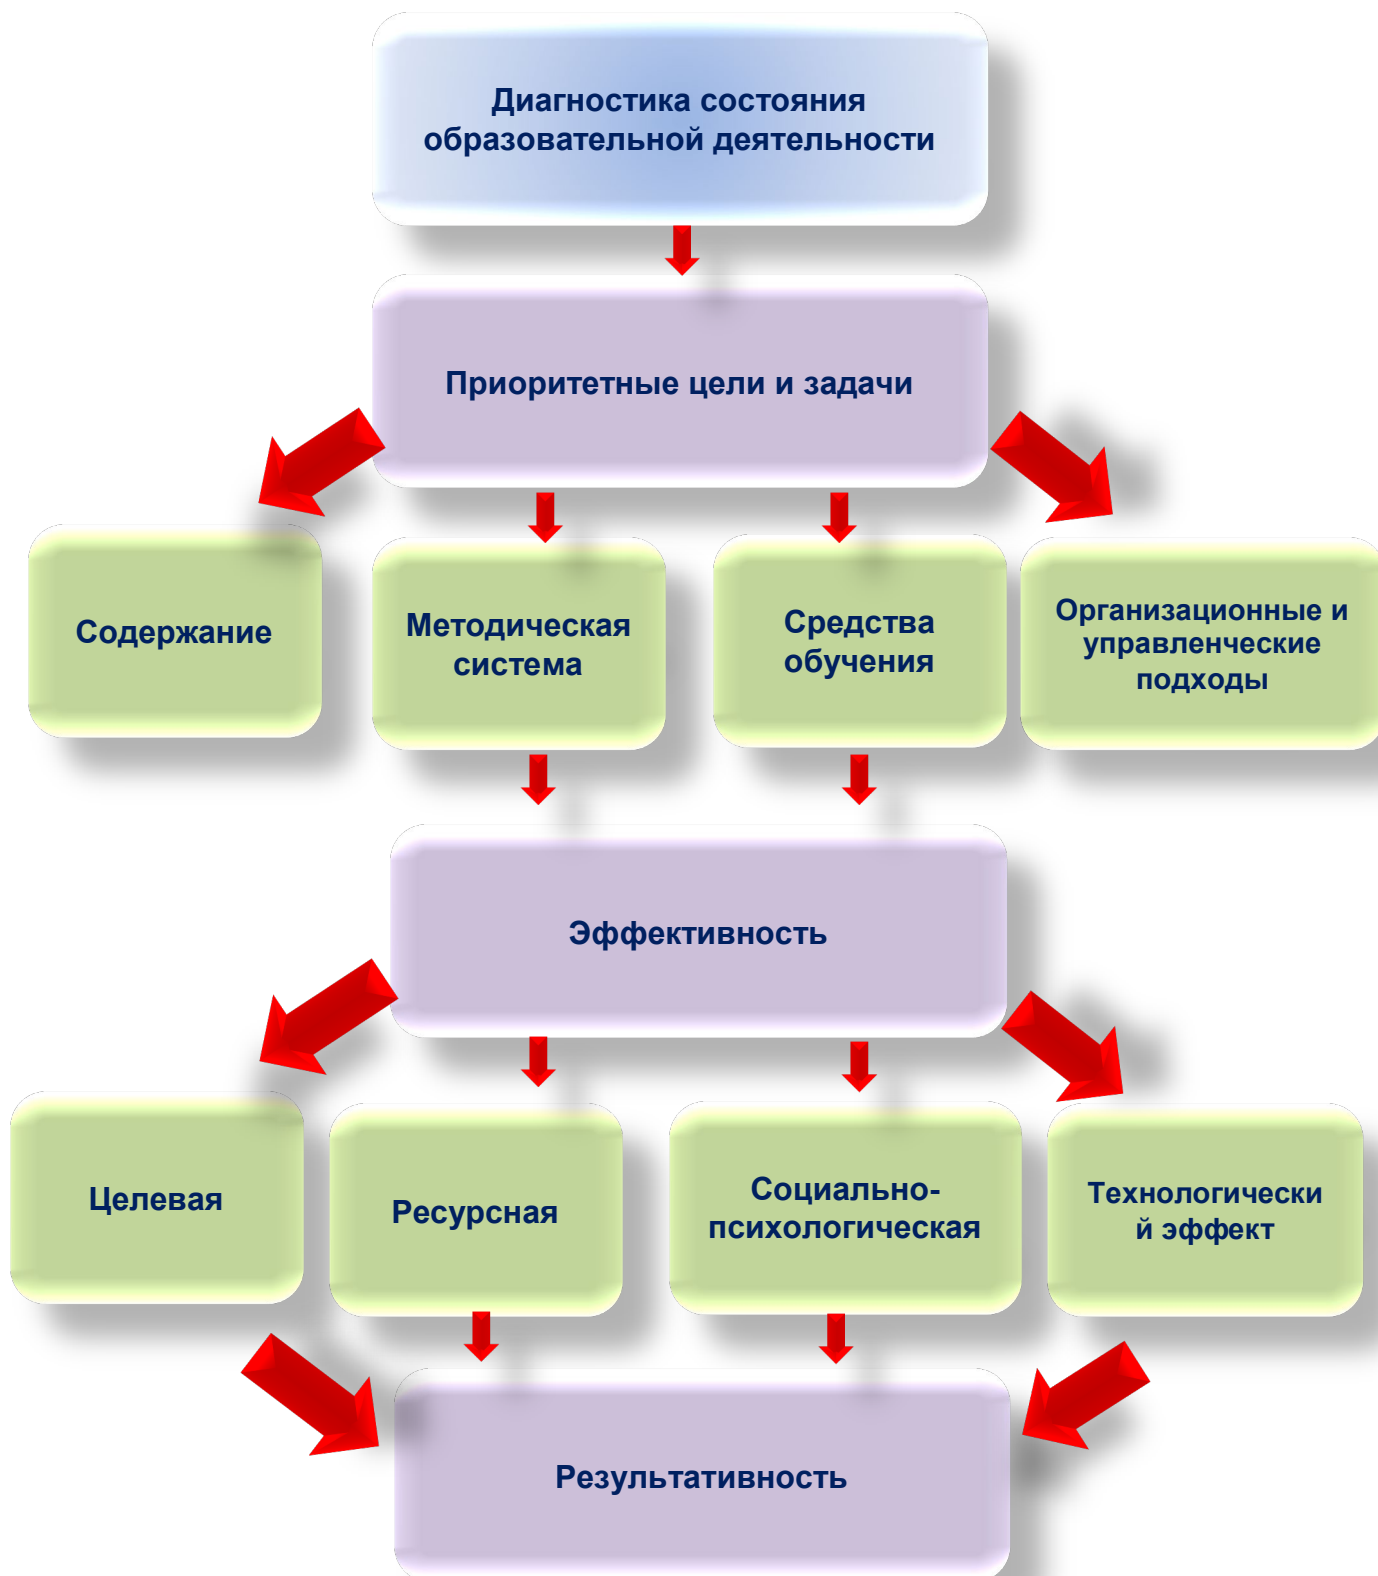 Диагностика состояния
образовательной деятельности
Приоритетные цели и задачи
Содержание
Методическая
система
Средства
обучения
Организационные и
управленческие
подходы
Эффективность
Целевая
Ресурсная
Социально-
психологическая
Технологически
й эффект
Результативность